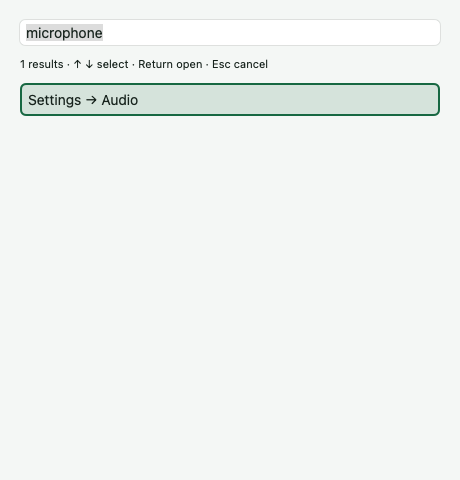 microphone
1 results · ↑ ↓ select · Return open · Esc cancel
Settings → Audio